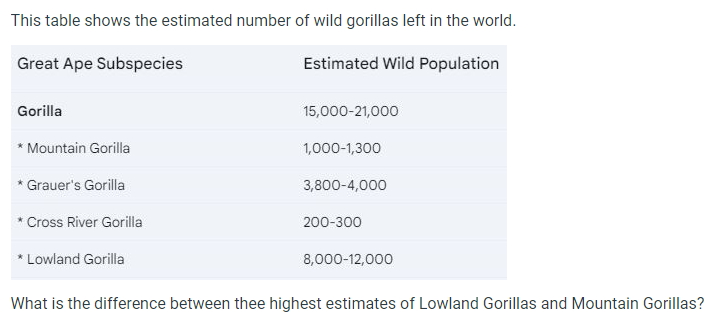 This table shows the estimated number of wild gorillas left in the world.
Great Ape Subspecies Estimated Wild Population
Gorilla 15,000-21,000
* Mountain Gorilla 1,000-1,300
* Grauer's Gorilla 3,800-4,000
* Cross River Gorilla 200-300
* Lowland Gorilla 8,000-12,000
What is the difference between thee highest estimates of Lowland Gorillas and Mountain Gorillas?